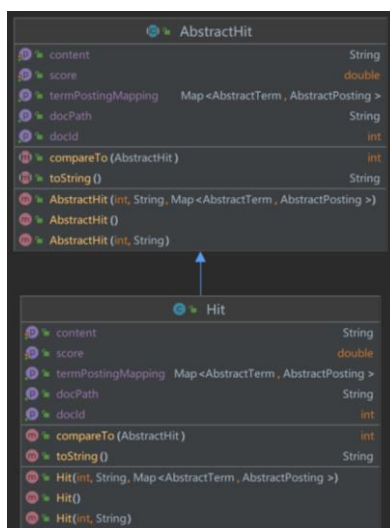 AbstractHit
content String
score double
termPostingMapping Map<AbstractTerm, AbstractPosting>
docPath String
docId int
compareTo(AbstractHit) int
toString() String
AbstractHit(int, String, Map<AbstractTerm, AbstractPosting>)
AbstractHit()
AbstractHit(int, String)
Hit
content String
score double
termPostingMapping Map<AbstractTerm, AbstractPosting>
docPath String
docId int
compareTo(AbstractHit) int
toString() String
Hit(int, String, Map<AbstractTerm, AbstractPosting>)
Hit()
Hit(int, String)